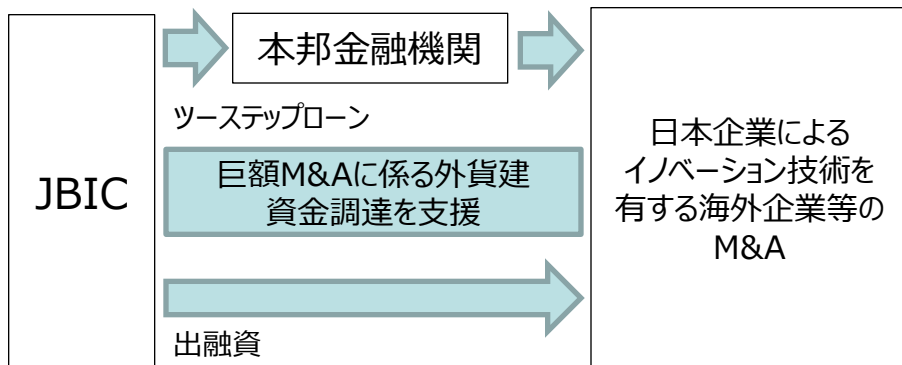 本邦金融機関
ツーステップローン
JBIC
巨額M&Aに係る外貨建
資金調達を支援
出融資
日本企業による
イノベーション技術を
有する海外企業等の
M&A